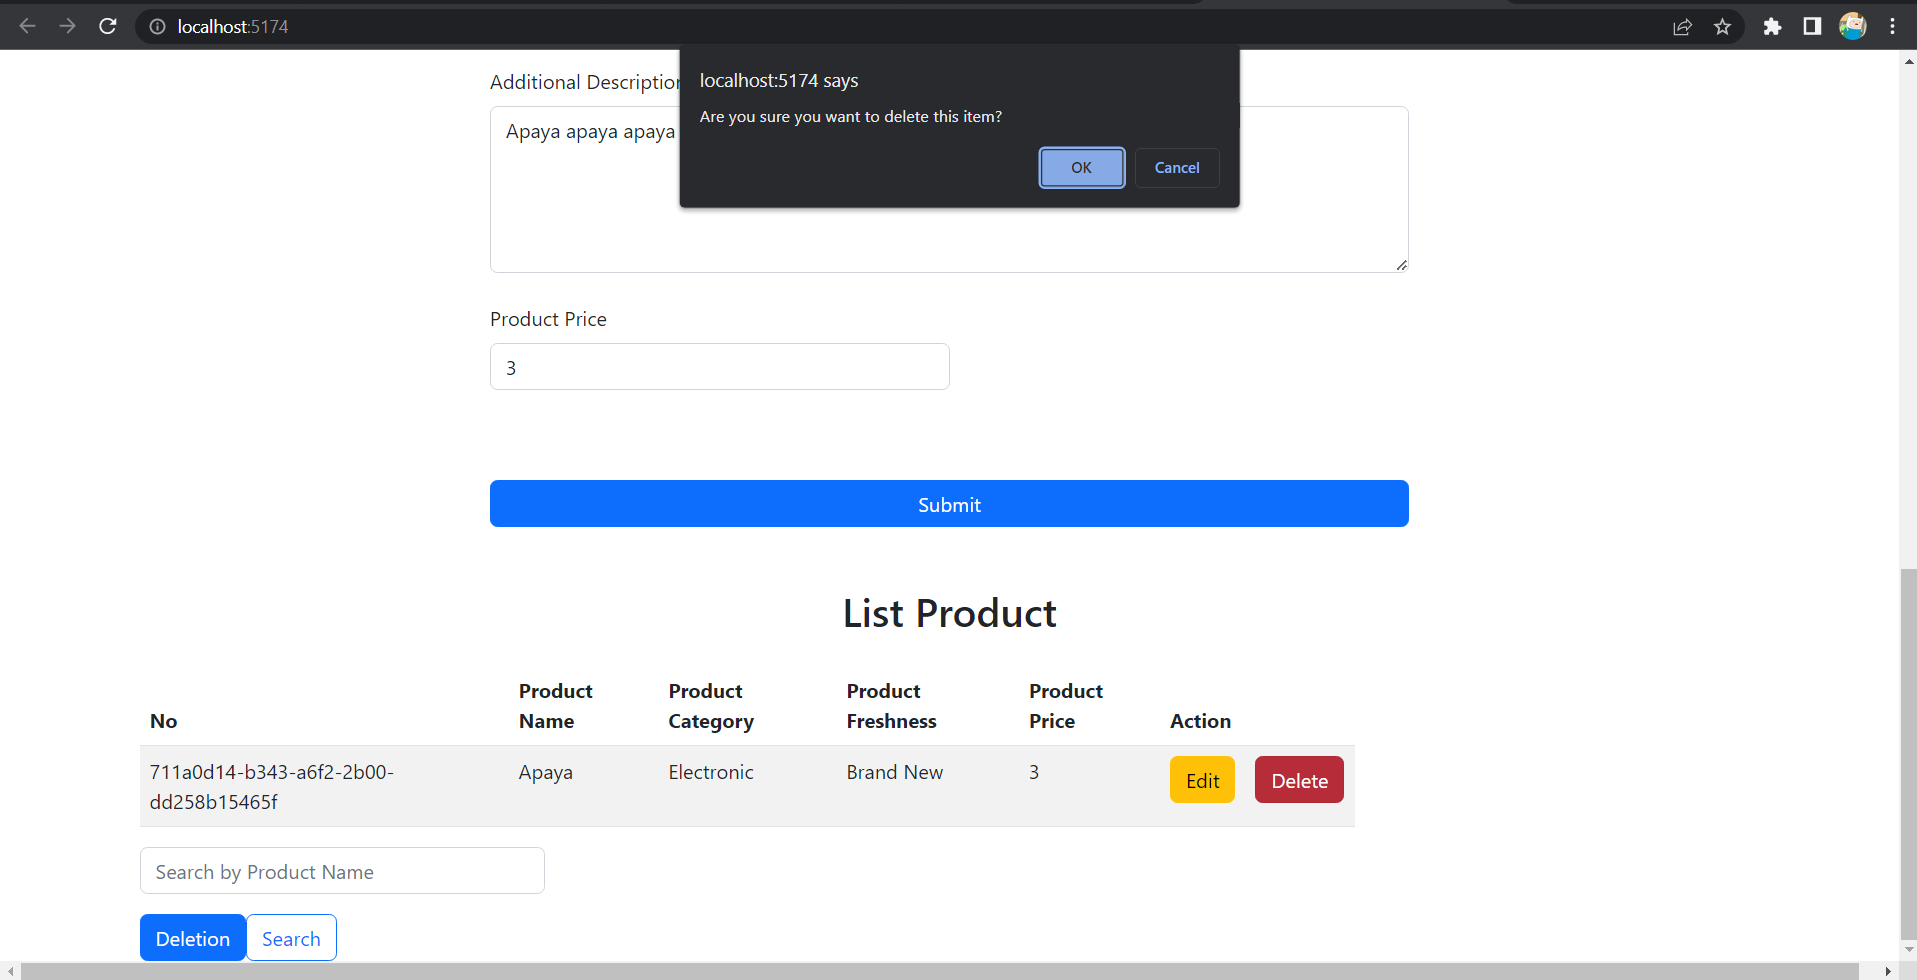 localhost:5174
Additional Description
localhost:5174 says
Are you sure you want to delete this item?
OK Cancel
Apaya apaya apaya
Product Price
3
Submit
List Product
No Product Name Product Category Product Freshness Product Price Action
711a0d14-b343-a6f2-2b00-
dd258b15465f
Apaya Electronic Brand New 3 Edit Delete
Search by Product Name
Deletion Search